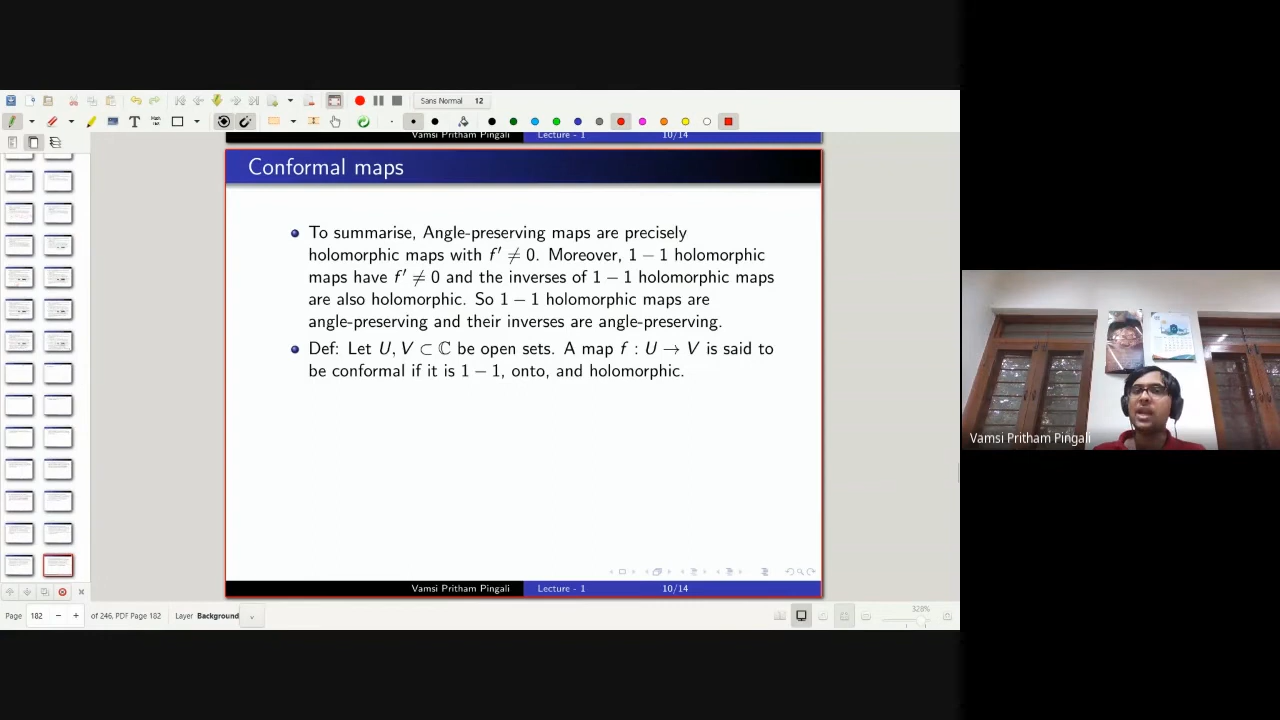 Sans Normal 12
Vamsi Pritham Pingali Lecture - 1 10/14
Conformal maps
To summarise, Angle-preserving maps are precisely
holomorphic maps with f′ ≠ 0. Moreover, 1 − 1 holomorphic
maps have f′ ≠ 0 and the inverses of 1 − 1 holomorphic maps
are also holomorphic. So 1 − 1 holomorphic maps are
angle-preserving and their inverses are angle-preserving.
Def: Let U, V ⊂ ℂ be open sets. A map f : U → V is said to
be conformal if it is 1 − 1, onto, and holomorphic.
Vamsi Pritham Pingali
Vamsi Pritham Pingali Lecture - 1 10/14
Page 182 of 246, PDF Page 182 Layer Background 328%